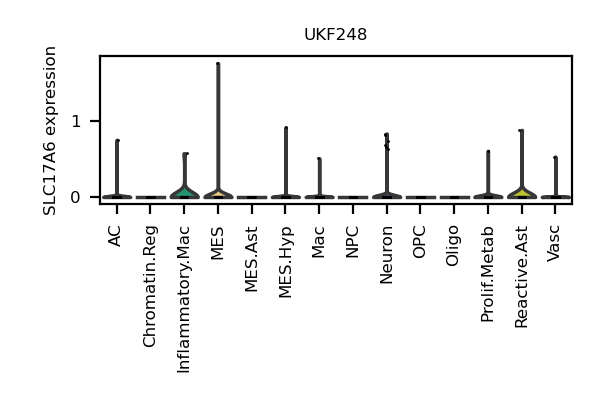 UKF248
SLC17A6 expression
1
0
AC
Chromatin.Reg
Inflammatory.Mac
MES
MES.Ast
MES.Hyp
Mac
NPC
Neuron
OPC
Oligo
Prolif.Metab
Reactive.Ast
Vasc